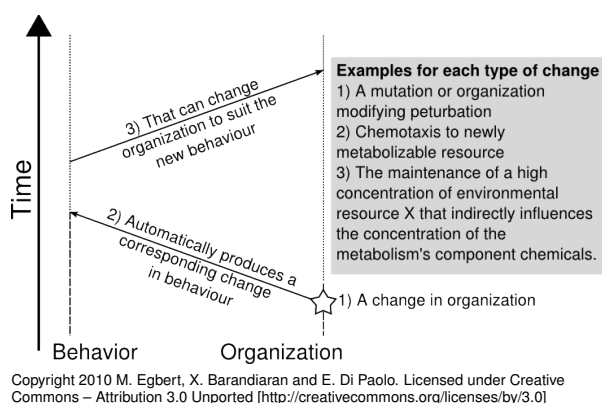 Time
3) That can change
organization to suit the
new behaviour
2) Automatically produces a
corresponding change
in behaviour
1) A change in organization
Behavior
Organization
Examples for each type of change
1) A mutation or organization
modifying peturbation
2) Chemotaxis to newly
metabolizable resource
3) The maintenance of a high
concentration of environmental
resource X that indirectly influences
the concentration of the
metabolism's component chemicals.
Copyright 2010 M. Egbert, X. Barandiaran and E. Di Paolo. Licensed under Creative
Commons – Attribution 3.0 Unported [http://creativecommons.org/licenses/by/3.0]